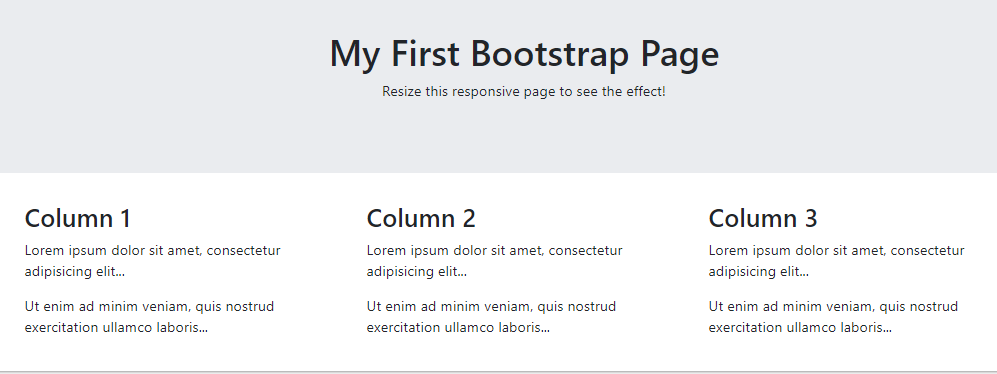 My First Bootstrap Page
Resize this responsive page to see the effect!
Column 1
Lorem ipsum dolor sit amet, consectetur
adipisicing elit...
Ut enim ad minim veniam, quis nostrud
exercitation ullamco laboris...
Column 2
Lorem ipsum dolor sit amet, consectetur
adipisicing elit...
Ut enim ad minim veniam, quis nostrud
exercitation ullamco laboris...
Column 3
Lorem ipsum dolor sit amet, consectetur
adipisicing elit...
Ut enim ad minim veniam, quis nostrud
exercitation ullamco laboris...